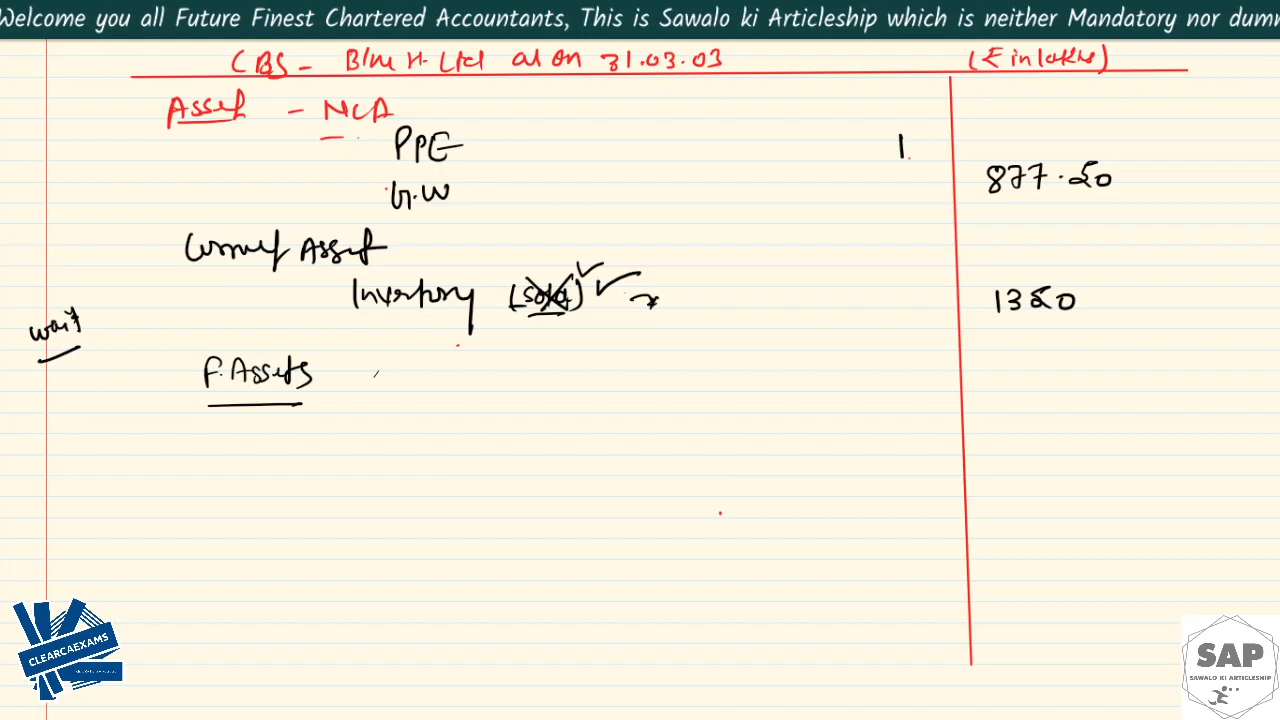 Welcome you all Future Finest Chartered Accountants, This is Sawalo ki Articleship which is neither Mandatory nor dumm
CBS - Blue H. Ltd as on 31.03.03 (₹ in lakhs)
Asset - NCA
PPE 1
877.50
G.W
Current Asset
Inventory 1350
wait
F. Assets
CLEARCAEXAMS
SAP
SAWALO KI ARTICLESHIP